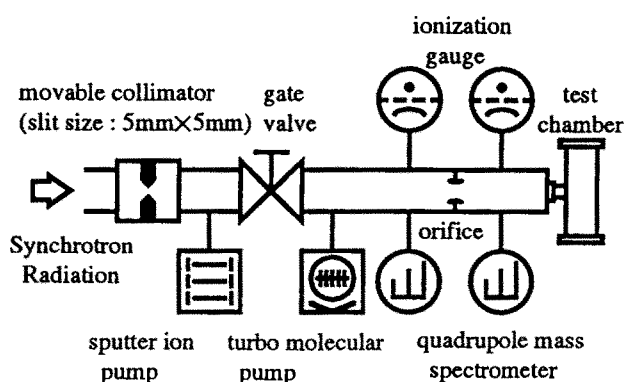 ionization
gauge
movable collimator
(slit size : 5mm×5mm)
gate
valve
test
chamber
Synchrotron
Radiation
orifice
sputter ion
pump
turbo molecular
pump
quadrupole mass
spectrometer